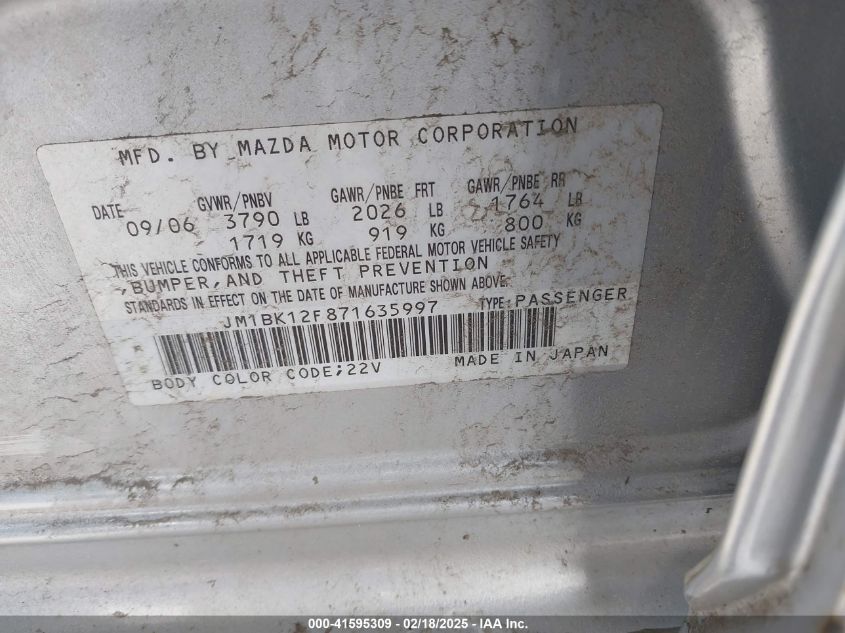 MFD. BY MAZDA MOTOR CORPORATION
DATE GVWR/PNBV GAWR/PNBE FRT GAWR/PNBE RR
09/06 3790 LB 2026 LB 1764 LB
1719 KG 919 KG 800 KG
THIS VEHICLE CONFORMS TO ALL APPLICABLE FEDERAL MOTOR VEHICLE SAFETY
,BUMPER,AND THEFT PREVENTION
STANDARDS IN EFFECT ON THE DATE OF MANUFACTURE SHOWN ABOVE.
JM1BK12F871635997 TYPE: PASSENGER
BODY COLOR CODE;22V MADE IN JAPAN
000-41595309 - 02/18/2025 - IAA Inc.